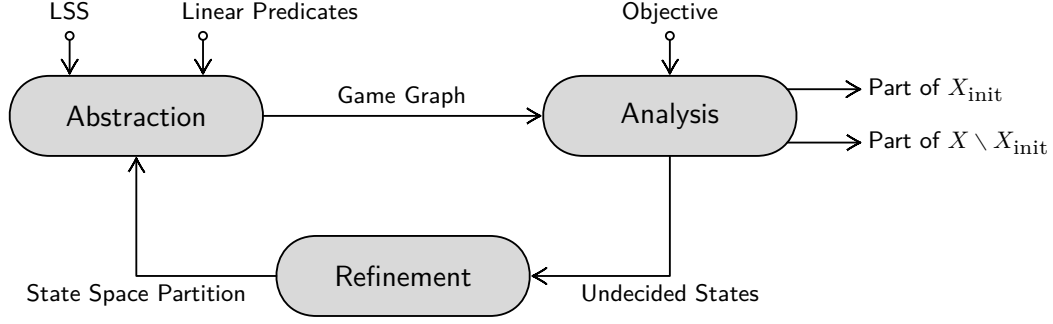 LSS
Linear Predicates
Objective
Abstraction
Game Graph
Analysis
Part of X_init
Part of X \ X_init
Refinement
State Space Partition
Undecided States